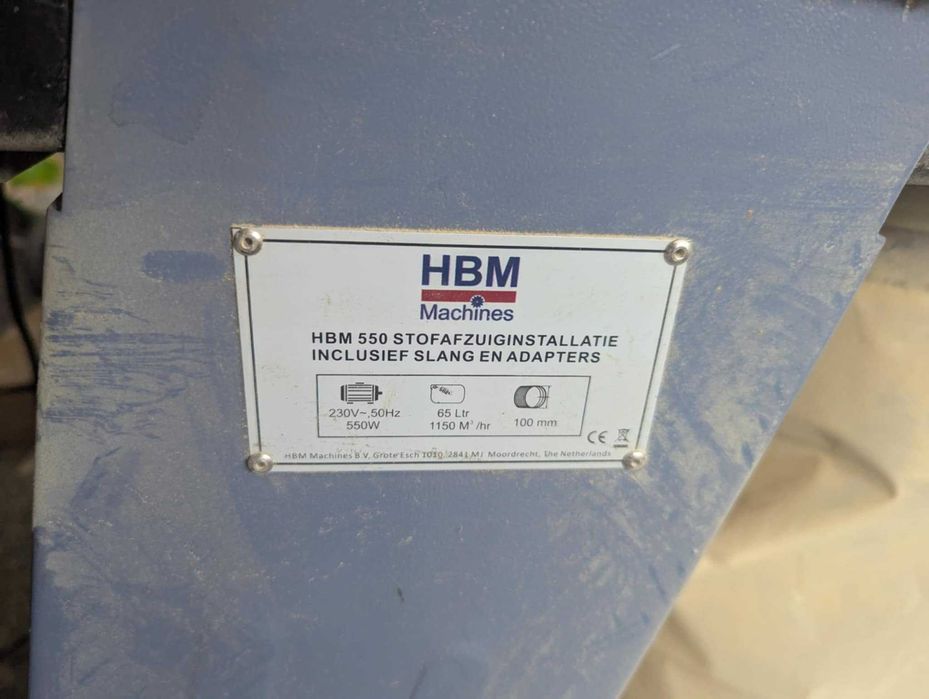 HBM
Machines
HBM 550 STOFAFZUIGINSTALLATIE
INCLUSIEF SLANG EN ADAPTERS
230V~,50Hz 65 Ltr 100 mm
550W 1150 M³/hr
CE
HBM Machines B.V. Grote Esch 1010, 2841 MJ Moordrecht, The Netherlands